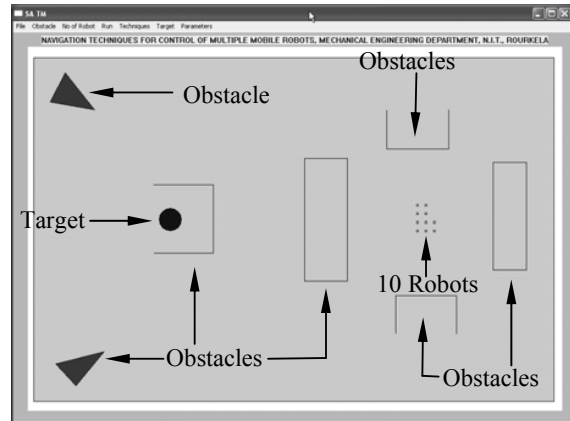 SA TM
File Obstacle No of Robot Run Techniques Target Parameters
NAVIGATION TECHNIQUES FOR CONTROL OF MULTIPLE MOBILE ROBOTS, MECHANICAL ENGINEERING DEPARTMENT, N.I.T., ROURKELA
Obstacles
Obstacle
Target
10 Robots
Obstacles
Obstacles